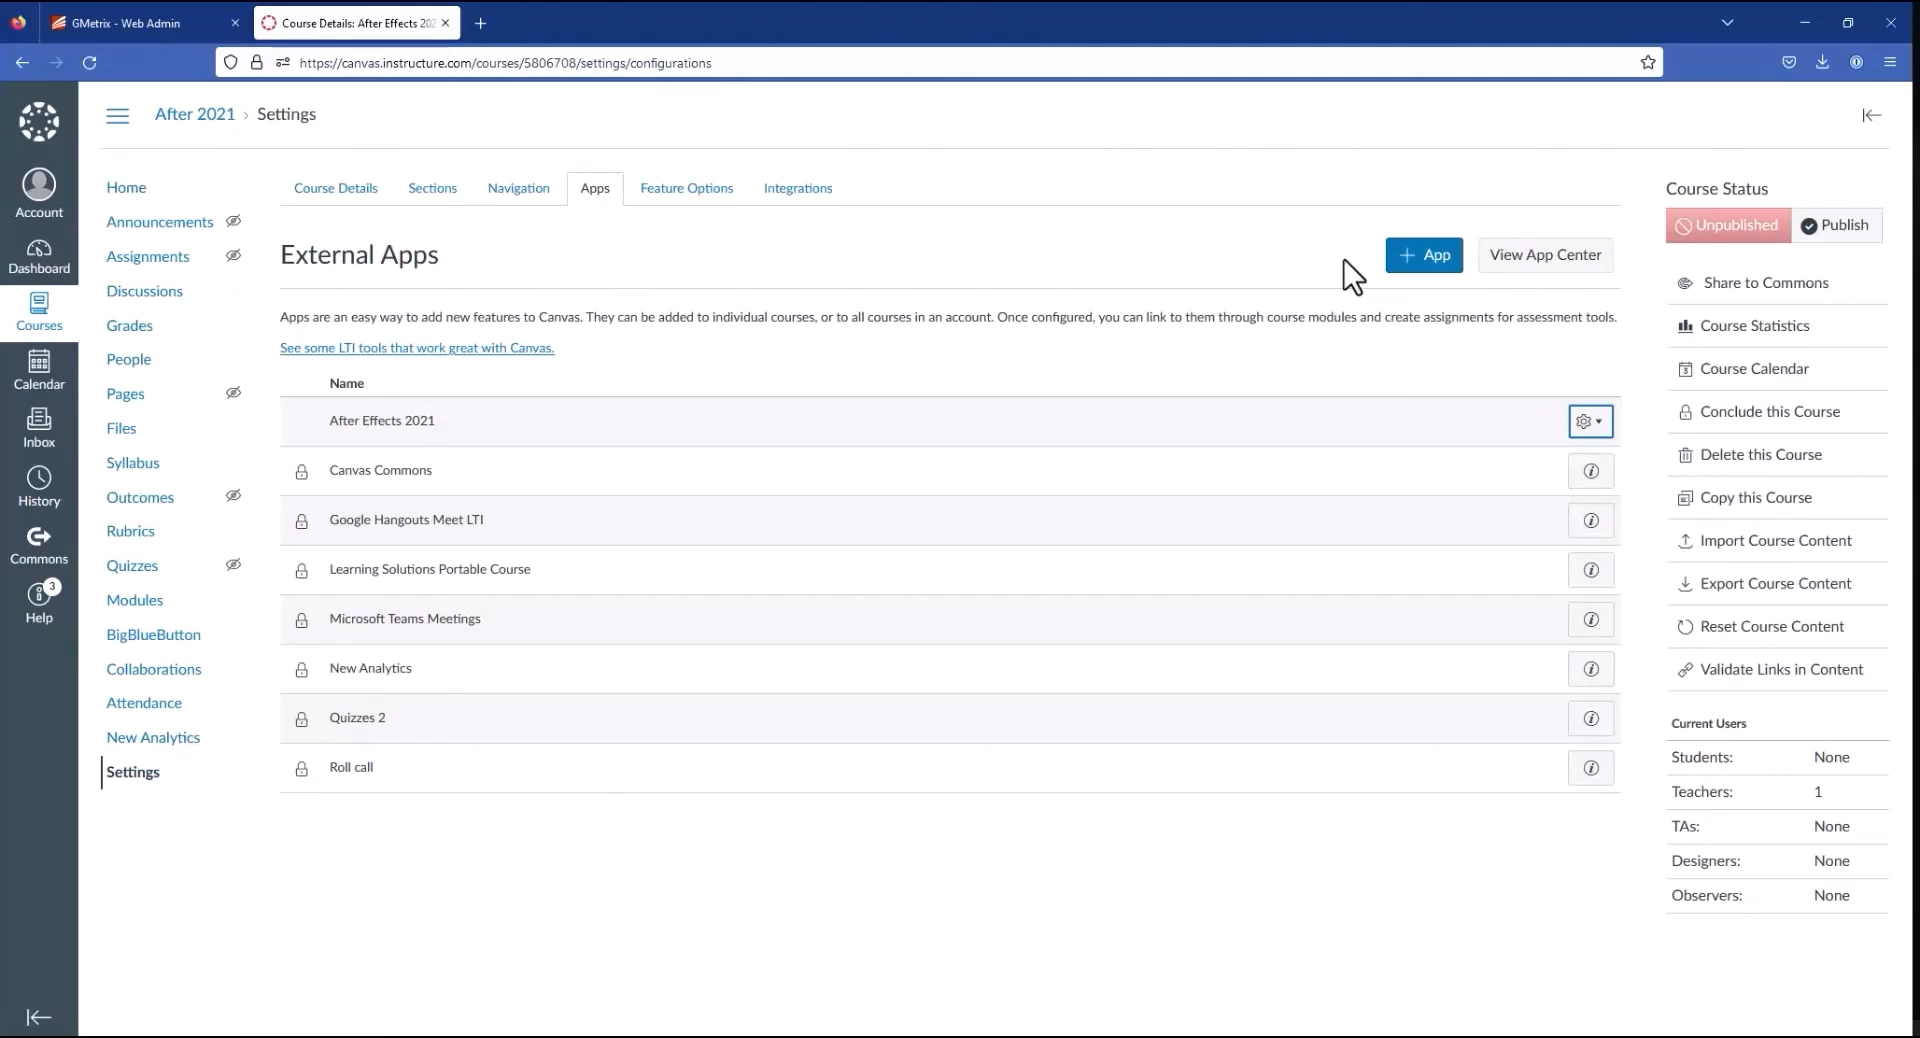 GMetrix - Web Admin
Course Details: After Effects 202
https://canvas.instructure.com/courses/5806708/settings/configurations
After 2021 › Settings
Account
Dashboard
Courses
Calendar
Inbox
History
Commons
3
Help
Home
Announcements
Assignments
Discussions
Grades
People
Pages
Files
Syllabus
Outcomes
Rubrics
Quizzes
Modules
BigBlueButton
Collaborations
Attendance
New Analytics
Settings
Course Details Sections Navigation Apps Feature Options Integrations
External Apps
+ App View App Center
Apps are an easy way to add new features to Canvas. They can be added to individual courses, or to all courses in an account. Once configured, you can link to them through course modules and create assignments for assessment tools.
See some LTI tools that work great with Canvas.
Name
After Effects 2021
Canvas Commons
Google Hangouts Meet LTI
Learning Solutions Portable Course
Microsoft Teams Meetings
New Analytics
Quizzes 2
Roll call
Course Status
Unpublished Publish
Share to Commons
Course Statistics
Course Calendar
Conclude this Course
Delete this Course
Copy this Course
Import Course Content
Export Course Content
Reset Course Content
Validate Links in Content
Current Users
Students: None
Teachers: 1
TAs: None
Designers: None
Observers: None